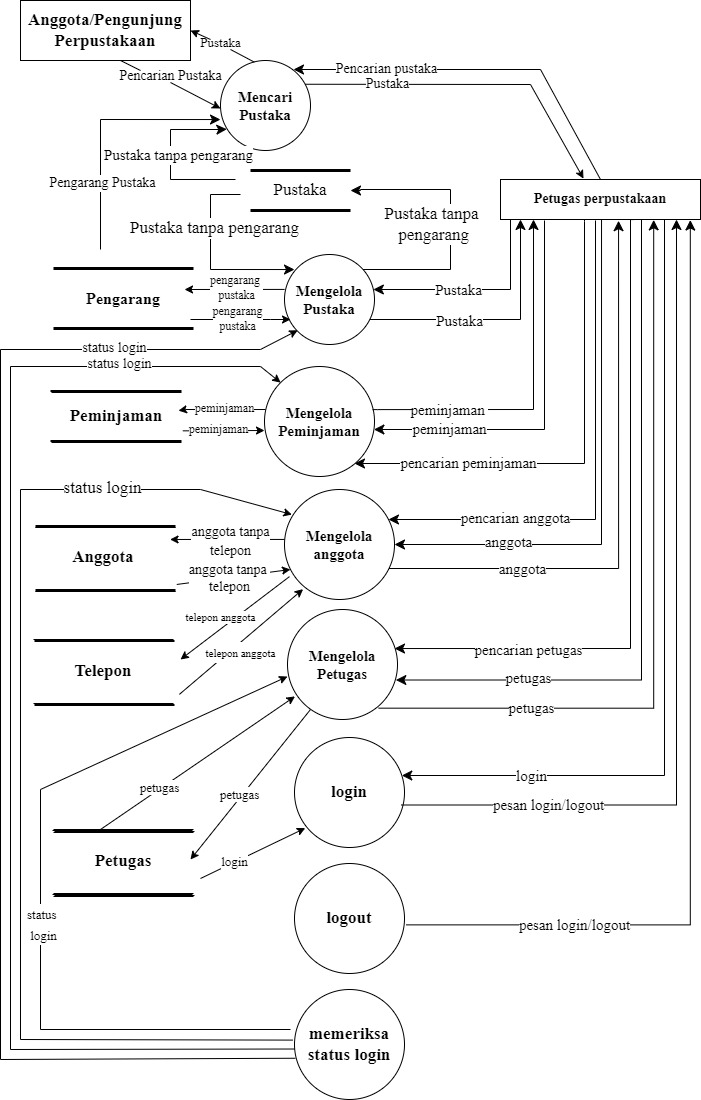 Anggota/Pengunjung
Perpustakaan
Pustaka
Pencarian Pustaka
Mencari
Pustaka
Pencarian pustaka
Pustaka
Pustaka tanpa pengarang
Pengarang Pustaka
Pustaka
Petugas perpustakaan
Pustaka tanpa pengarang
Pustaka tanpa
pengarang
Pengarang
pengarang
pustaka
pengarang
pustaka
Mengelola
Pustaka
Pustaka
Pustaka
status login
status login
Peminjaman
peminjaman
peminjaman
Mengelola
Peminjaman
peminjaman
peminjaman
pencarian peminjaman
status login
Anggota
anggota tanpa
telepon
anggota tanpa
telepon
Mengelola
anggota
pencarian anggota
anggota
anggota
telepon anggota
telepon anggota
Telepon
Mengelola
Petugas
pencarian petugas
petugas
petugas
petugas
petugas
login
login
pesan login/logout
Petugas
login
logout
pesan login/logout
status
login
memeriksa
status login